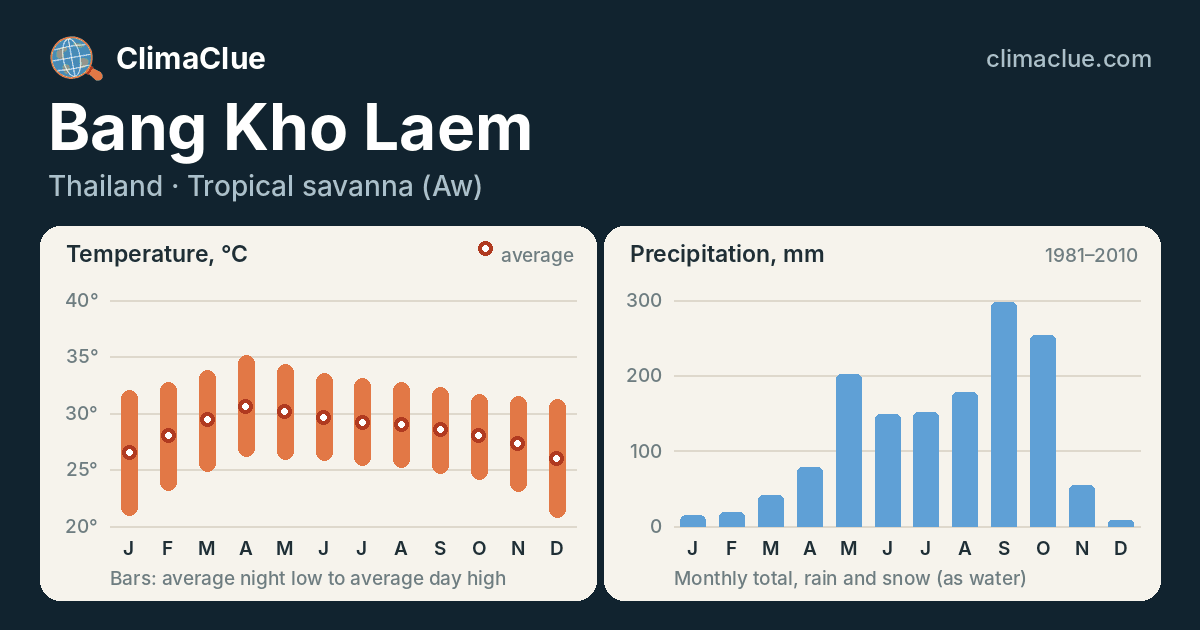 ClimaClue
climaclue.com
Bang Kho Laem
Thailand · Tropical savanna (Aw)
Temperature, °C
average
40°
35°
30°
25°
20°
J F M A M J J A S O N D
Bars: average night low to average day high
Precipitation, mm
1981–2010
300
200
100
0
J F M A M J J A S O N D
Monthly total, rain and snow (as water)